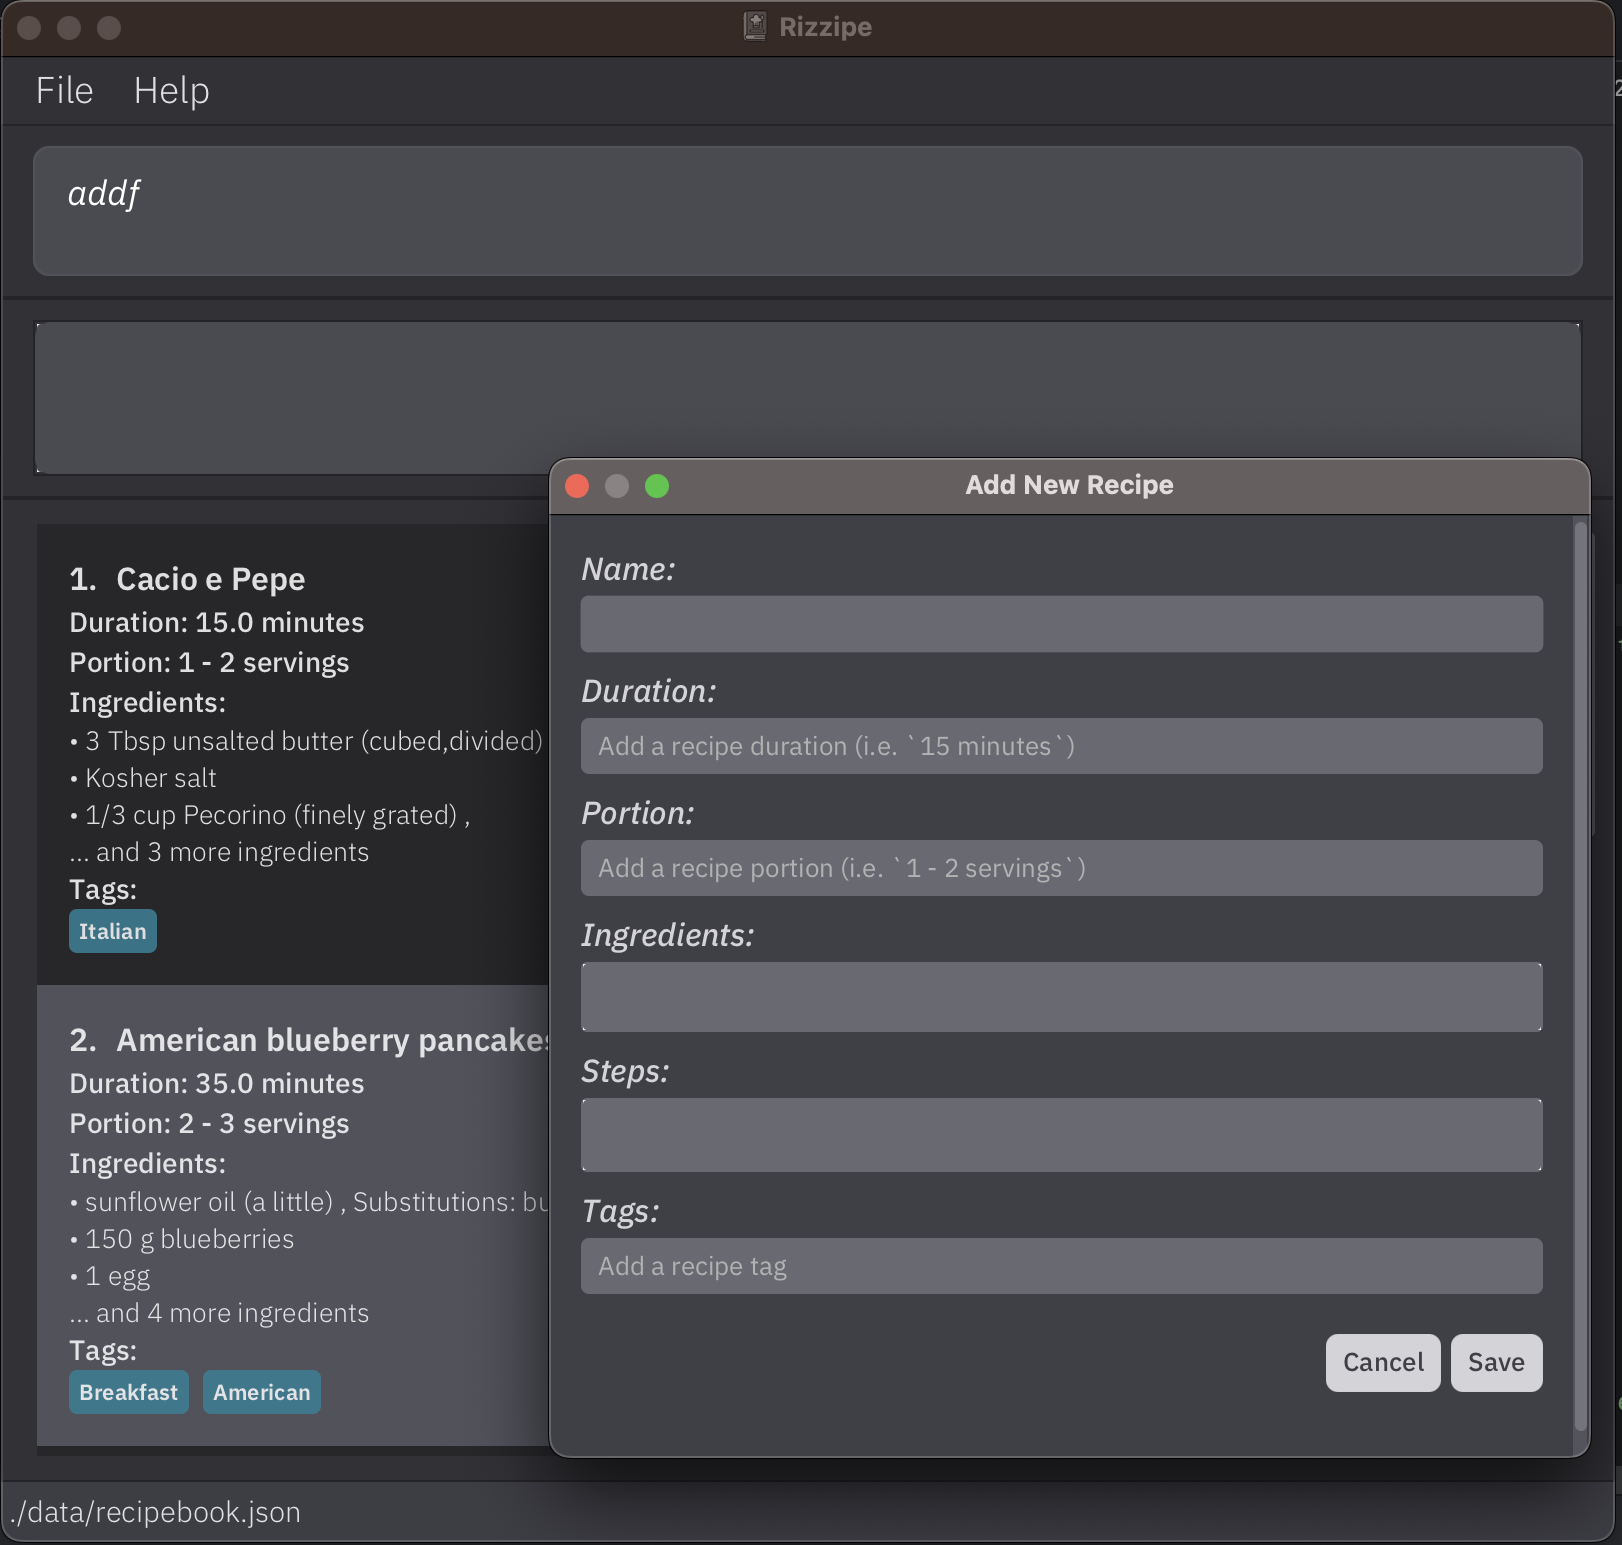 Rizzipe
File Help
addf
1. Cacio e Pepe
Duration: 15.0 minutes
Portion: 1 - 2 servings
Ingredients:
• 3 Tbsp unsalted butter (cubed,divided)
• Kosher salt
• 1/3 cup Pecorino (finely grated) ,
... and 3 more ingredients
Tags:
Italian
2. American blueberry pancakes
Duration: 35.0 minutes
Portion: 2 - 3 servings
Ingredients:
• sunflower oil (a little) , Substitutions:
• 150 g blueberries
• 1 egg
... and 4 more ingredients
Tags:
Breakfast American
Add New Recipe
Name:
Duration:
Add a recipe duration (i.e. `15 minutes`)
Portion:
Add a recipe portion (i.e. `1 - 2 servings`)
Ingredients:
Steps:
Tags:
Add a recipe tag
Cancel Save
./data/recipebook.json